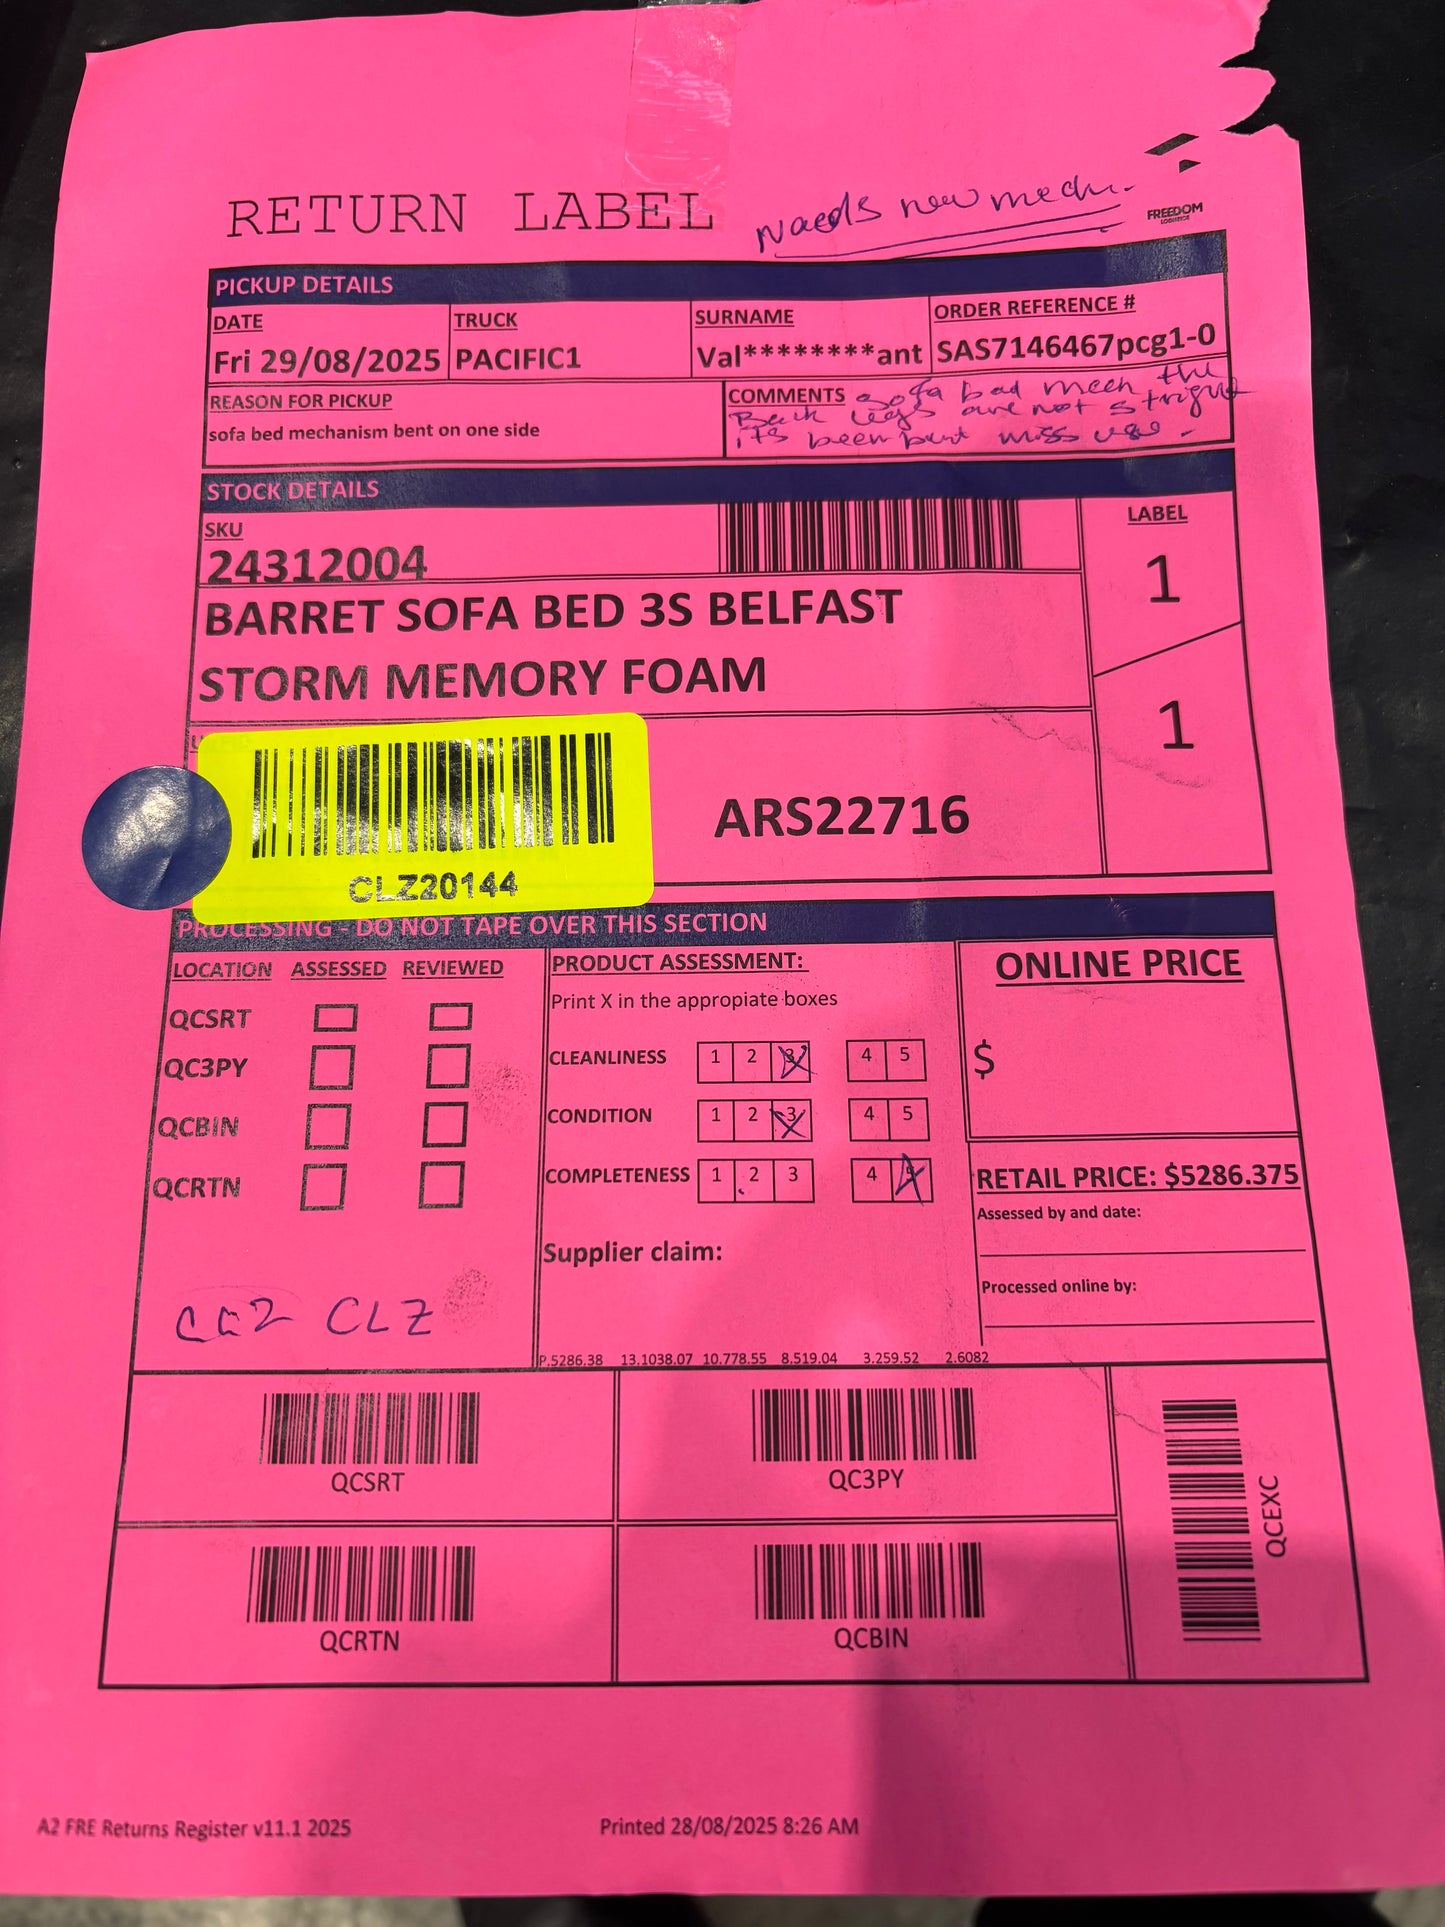 RETURN LABEL
Needs new mech.
FREEDOM
LOGISTICS
PICKUP DETAILS
DATE TRUCK SURNAME ORDER REFERENCE #
Fri 29/08/2025 PACIFIC1 Val********ant SAS7146467pcg1-0
REASON FOR PICKUP
sofa bed mechanism bent on one side
COMMENTS sofa bad mech the
Back legs are not stright
its been bent miss use -
STOCK DETAILS
SKU
24312004
LABEL
1
1
BARRET SOFA BED 3S BELFAST
STORM MEMORY FOAM
ARS22716
CLZ20144
PROCESSING - DO NOT TAPE OVER THIS SECTION
LOCATION ASSESSED REVIEWED
QCSRT
QC3PY
QCBIN
QCRTN
CLZ
PRODUCT ASSESSMENT:
Print X in the appropiate boxes
CLEANLINESS 1 2 3 4 5
CONDITION 1 2 3 4 5
COMPLETENESS 1 2 3 4 5
Supplier claim:
P.5286.38 13.1038.07 10.778.55 8.519.04 3.259.52 2.6082
ONLINE PRICE
$
RETAIL PRICE: $5286.375
Assessed by and date:
Processed online by:
QCSRT
QC3PY
QCRTN
QCBIN
QCEXC
A2 FRE Returns Register v11.1 2025
Printed 28/08/2025 8:26 AM